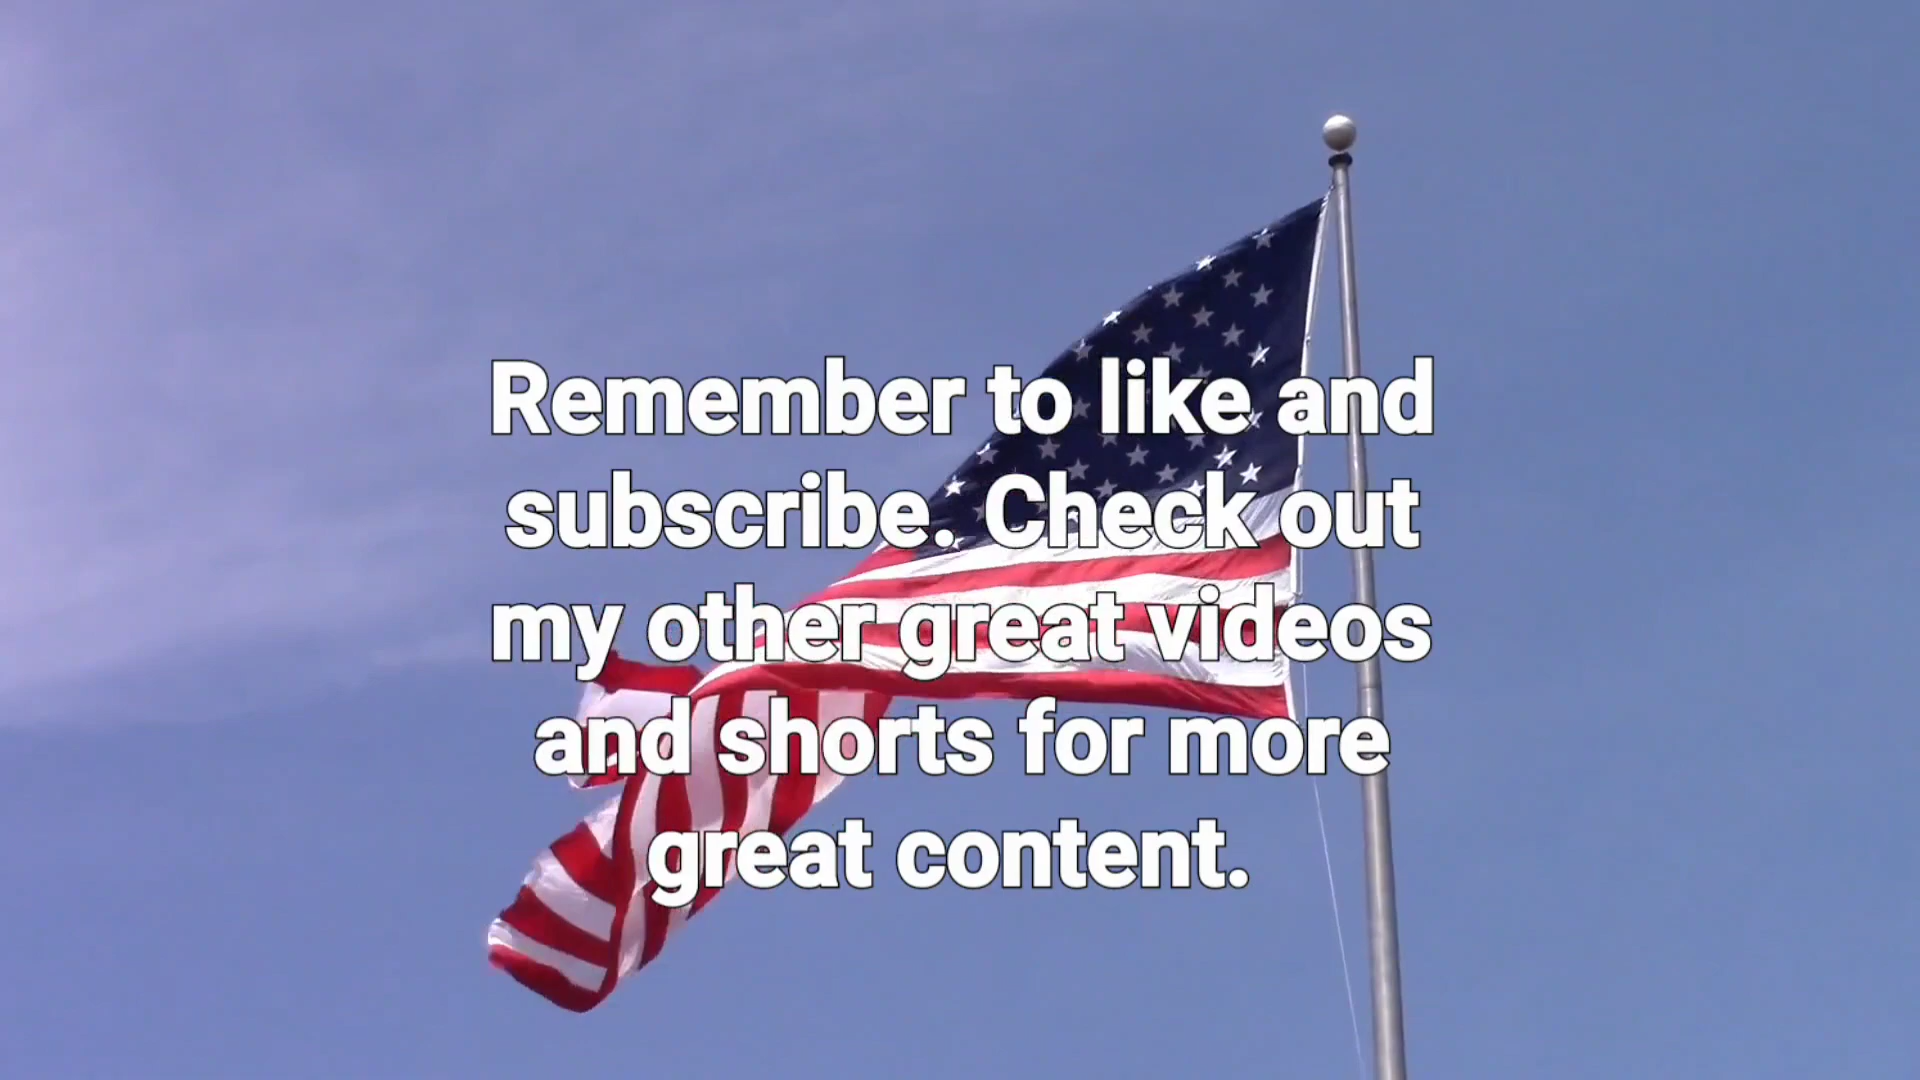 Remember to like and
subscribe. Check out
my other great videos
and shorts for more
great content.